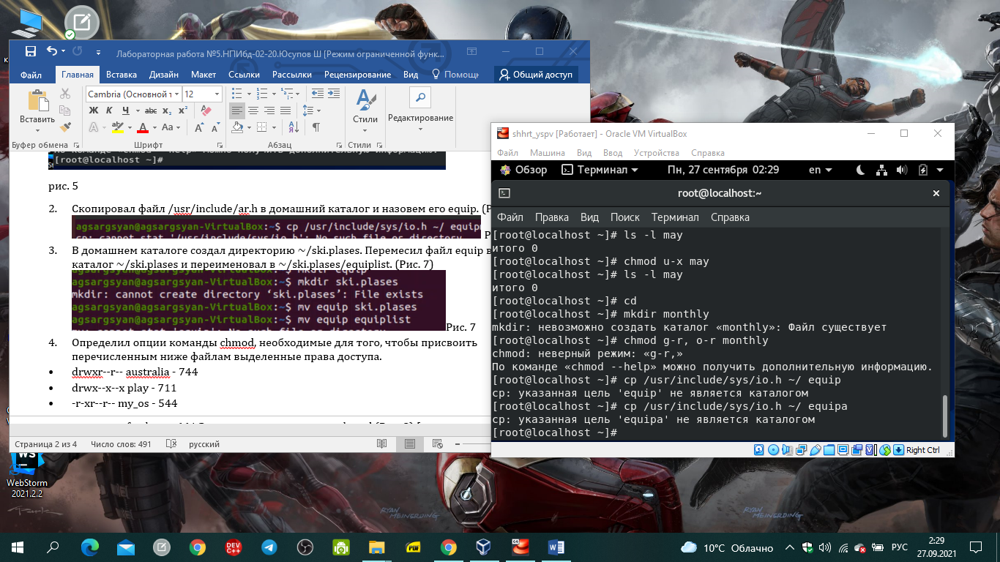 Лабораторная работа №5.НПИбд-02-20.Юсупов Ш [Режим ограниченной функ...
Файл Главная Вставка Дизайн Макет Ссылки Рассылки Рецензирование Вид Помощн Общий доступ
Cambria (Основной т 12
Вставить Ж К Ч abc x₂ x² Стили Редактирование
Буфер обмена Шрифт Абзац Стили
[root@localhost ~]#
рис. 5
2. Скопировал файл /usr/include/ar.h в домашний каталог и назовем его equip. (Р
agsargsyan@agsargsyan-VirtualBox:~$ cp /usr/include/sys/io.h ~/ equip
cp: cannot stat '/usr/include/sys/io.h': No such file or directory
3. В домашнем каталоге создал директорию ~/ski.plases. Перемесил файл equip в
каталог ~/ski.plases и переименовал в ~/ski.plases/equiplist. (Рис. 7)
agsargsyan@agsargsyan-VirtualBox:~$ mkdir equip
agsargsyan@agsargsyan-VirtualBox:~$ mkdir ski.plases
mkdir: cannot create directory ‘ski.plases’: File exists
agsargsyan@agsargsyan-VirtualBox:~$ mv equip ski.plases
agsargsyan@agsargsyan-VirtualBox:~$ mv equip equiplist
Рис. 7
4. Определил опции команды chmod, необходимые для того, чтобы присвоить
перечисленным ниже файлам выделенные права доступа.
• drwxr--r-- australia - 744
• drwx--x--x play - 711
• -r-xr--r-- my_os - 544
Страница 2 из 4 Число слов: 491 русский
shhrt_yspv [Работает] - Oracle VM VirtualBox
Файл Машина Вид Ввод Устройства Справка
Обзор Терминал Пн, 27 сентября 02:29 en
root@localhost:~
Файл Правка Вид Поиск Терминал Справка
[root@localhost ~]# ls -l may
итого 0
[root@localhost ~]# chmod u-x may
[root@localhost ~]# ls -l may
итого 0
[root@localhost ~]# cd
[root@localhost ~]# mkdir monthly
mkdir: невозможно создать каталог «monthly»: Файл существует
[root@localhost ~]# chmod g-r, o-r monthly
chmod: неверный режим: «g-r,»
По команде «chmod --help» можно получить дополнительную информацию.
[root@localhost ~]# cp /usr/include/sys/io.h ~/ equip
cp: указанная цель 'equip' не является каталогом
[root@localhost ~]# cp /usr/include/sys/io.h ~/ equipa
cp: указанная цель 'equipa' не является каталогом
[root@localhost ~]#
Right Ctrl
WebStorm
2021.2.2
RYAN
MEINERDING
RYAN
MEINERDING
DEV
C++
PDF
10°C Облачно РУС 2:29
27.09.2021